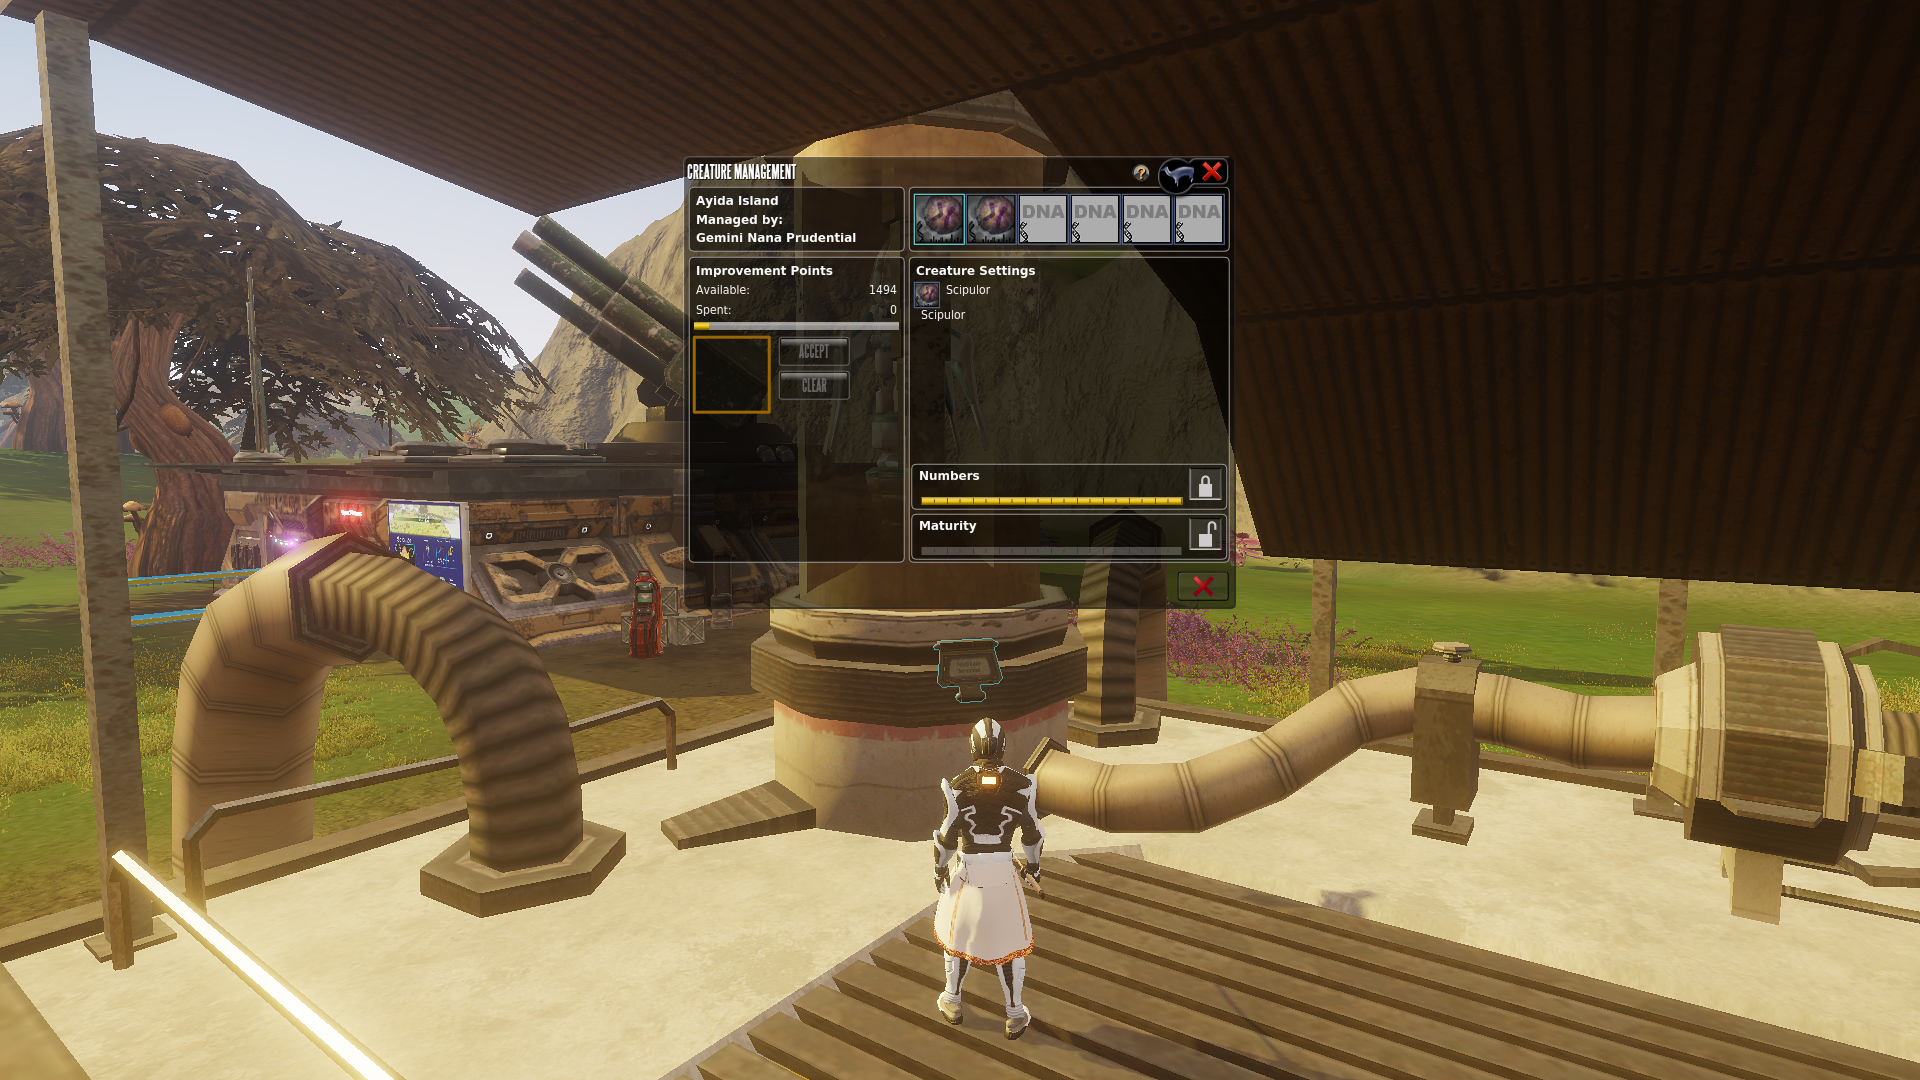 CREATURE MANAGEMENT
?
Ayida Island
Managed by:
Gemini Nana Prudential
DNA
DNA
DNA
DNA
Improvement Points
Available: 1494
Spent: 0
ACCEPT
CLEAR
Creature Settings
Scipulor
Scipulor
Numbers
Maturity